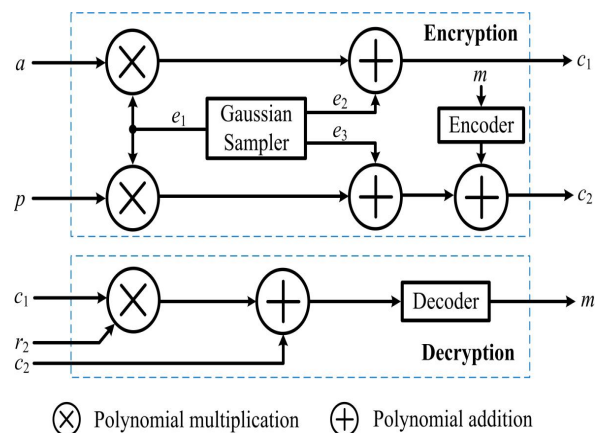 Encryption
a
c₁
m
e₂
Gaussian
Sampler
e₁
e₃
Encoder
p
c₂
c₁
r₂
c₂
Decoder
m
Decryption
Polynomial multiplication
Polynomial addition